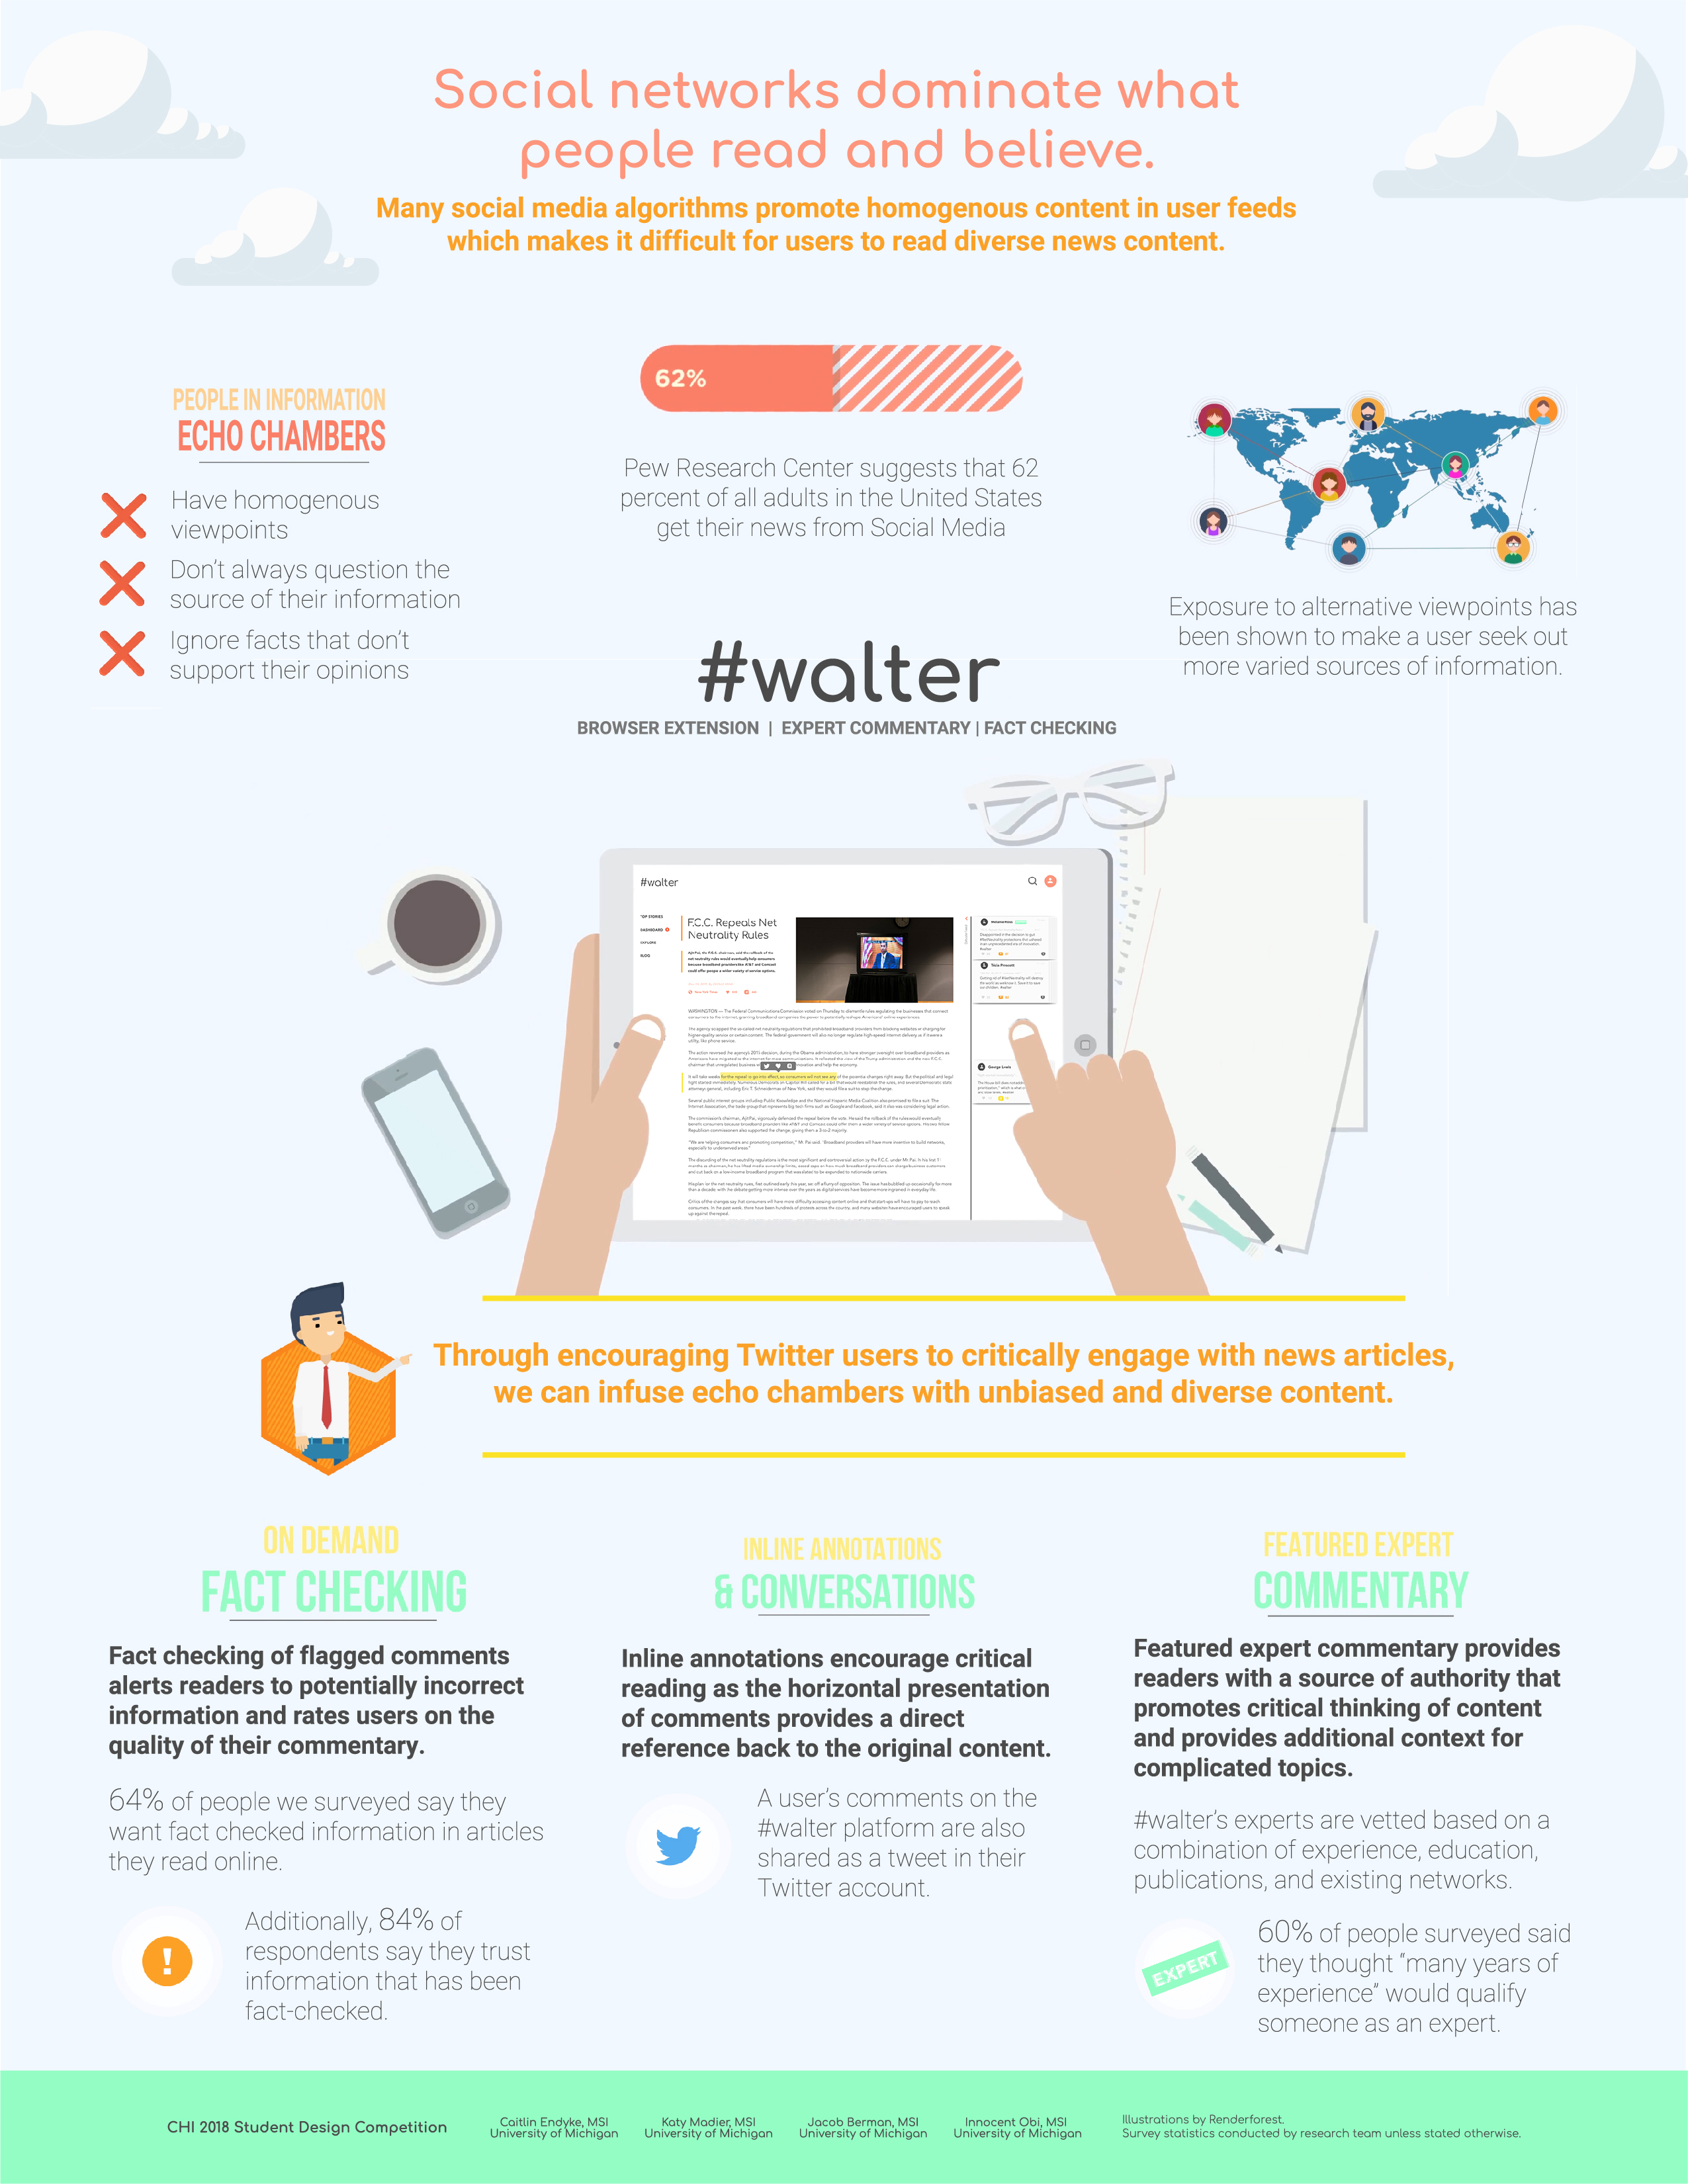 Social networks dominate what
people read and believe.
Many social media algorithms promote homogenous content in user feeds
which makes it difficult for users to read diverse news content.
PEOPLE IN INFORMATION
ECHO CHAMBERS
Have homogenous
viewpoints
Don't always question the
source of their information
Ignore facts that don't
support their opinions
62%
Pew Research Center suggests that 62
percent of all adults in the United States
get their news from Social Media
Exposure to alternative viewpoints has
been shown to make a user seek out
more varied sources of information.
#walter
BROWSER EXTENSION | EXPERT COMMENTARY | FACT CHECKING
#walter
TOP STORIES
DASHBOARD
EXPLORE
BLOG
F.C.C. Repeals Net
Neutrality Rules
Through encouraging Twitter users to critically engage with news articles,
we can infuse echo chambers with unbiased and diverse content.
ON DEMAND
FACT CHECKING
Fact checking of flagged comments
alerts readers to potentially incorrect
information and rates users on the
quality of their commentary.
64% of people we surveyed say they
want fact checked information in articles
they read online.
!
Additionally, 84% of
respondents say they trust
information that has been
fact-checked.
INLINE ANNOTATIONS
& CONVERSATIONS
Inline annotations encourage critical
reading as the horizontal presentation
of comments provides a direct
reference back to the original content.
A user's comments on the
#walter platform are also
shared as a tweet in their
Twitter account.
FEATURED EXPERT
COMMENTARY
Featured expert commentary provides
readers with a source of authority that
promotes critical thinking of content
and provides additional context for
complicated topics.
#walter's experts are vetted based on a
combination of experience, education,
publications, and existing networks.
EXPERT
60% of people surveyed said
they thought "many years of
experience" would qualify
someone as an expert.
CHI 2018 Student Design Competition
Caitlin Endyke, MSI
University of Michigan
Katy Madier, MSI
University of Michigan
Jacob Berman, MSI
University of Michigan
Innocent Obi, MSI
University of Michigan
Illustrations by Renderforest.
Survey statistics conducted by research team unless stated otherwise.